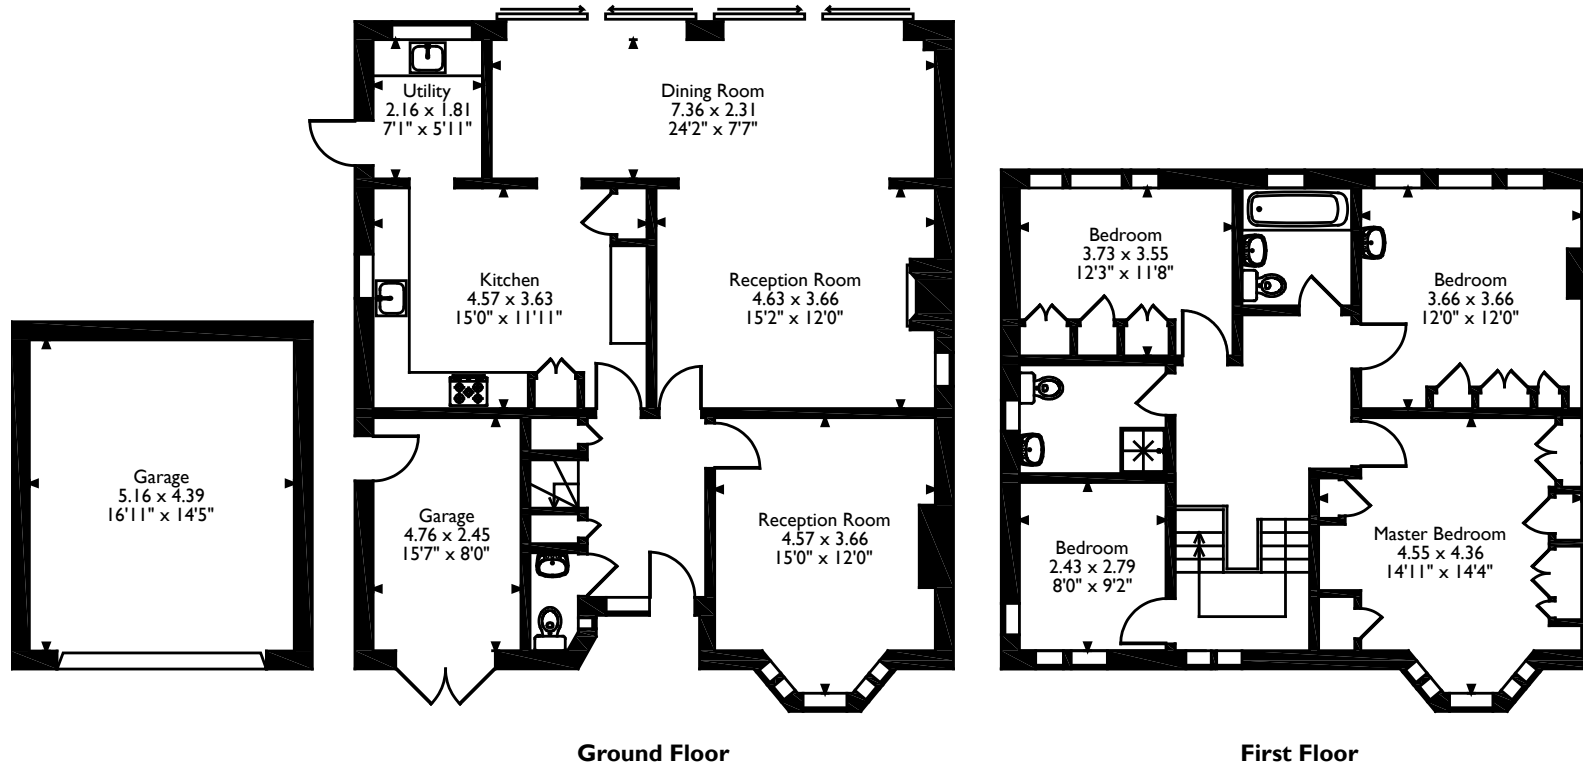 Utility
2.16 x 1.81
7'1" x 5'11"
Dining Room
7.36 x 2.31
24'2" x 7'7"
Kitchen
4.57 x 3.63
15'0" x 11'11"
Reception Room
4.63 x 3.66
15'2" x 12'0"
Garage
5.16 x 4.39
16'11" x 14'5"
Garage
4.76 x 2.45
15'7" x 8'0"
Reception Room
4.57 x 3.66
15'0" x 12'0"
Ground Floor
Bedroom
3.73 x 3.55
12'3" x 11'8"
Bedroom
3.66 x 3.66
12'0" x 12'0"
Bedroom
2.43 x 2.79
8'0" x 9'2"
Master Bedroom
4.55 x 4.36
14'11" x 14'4"
First Floor